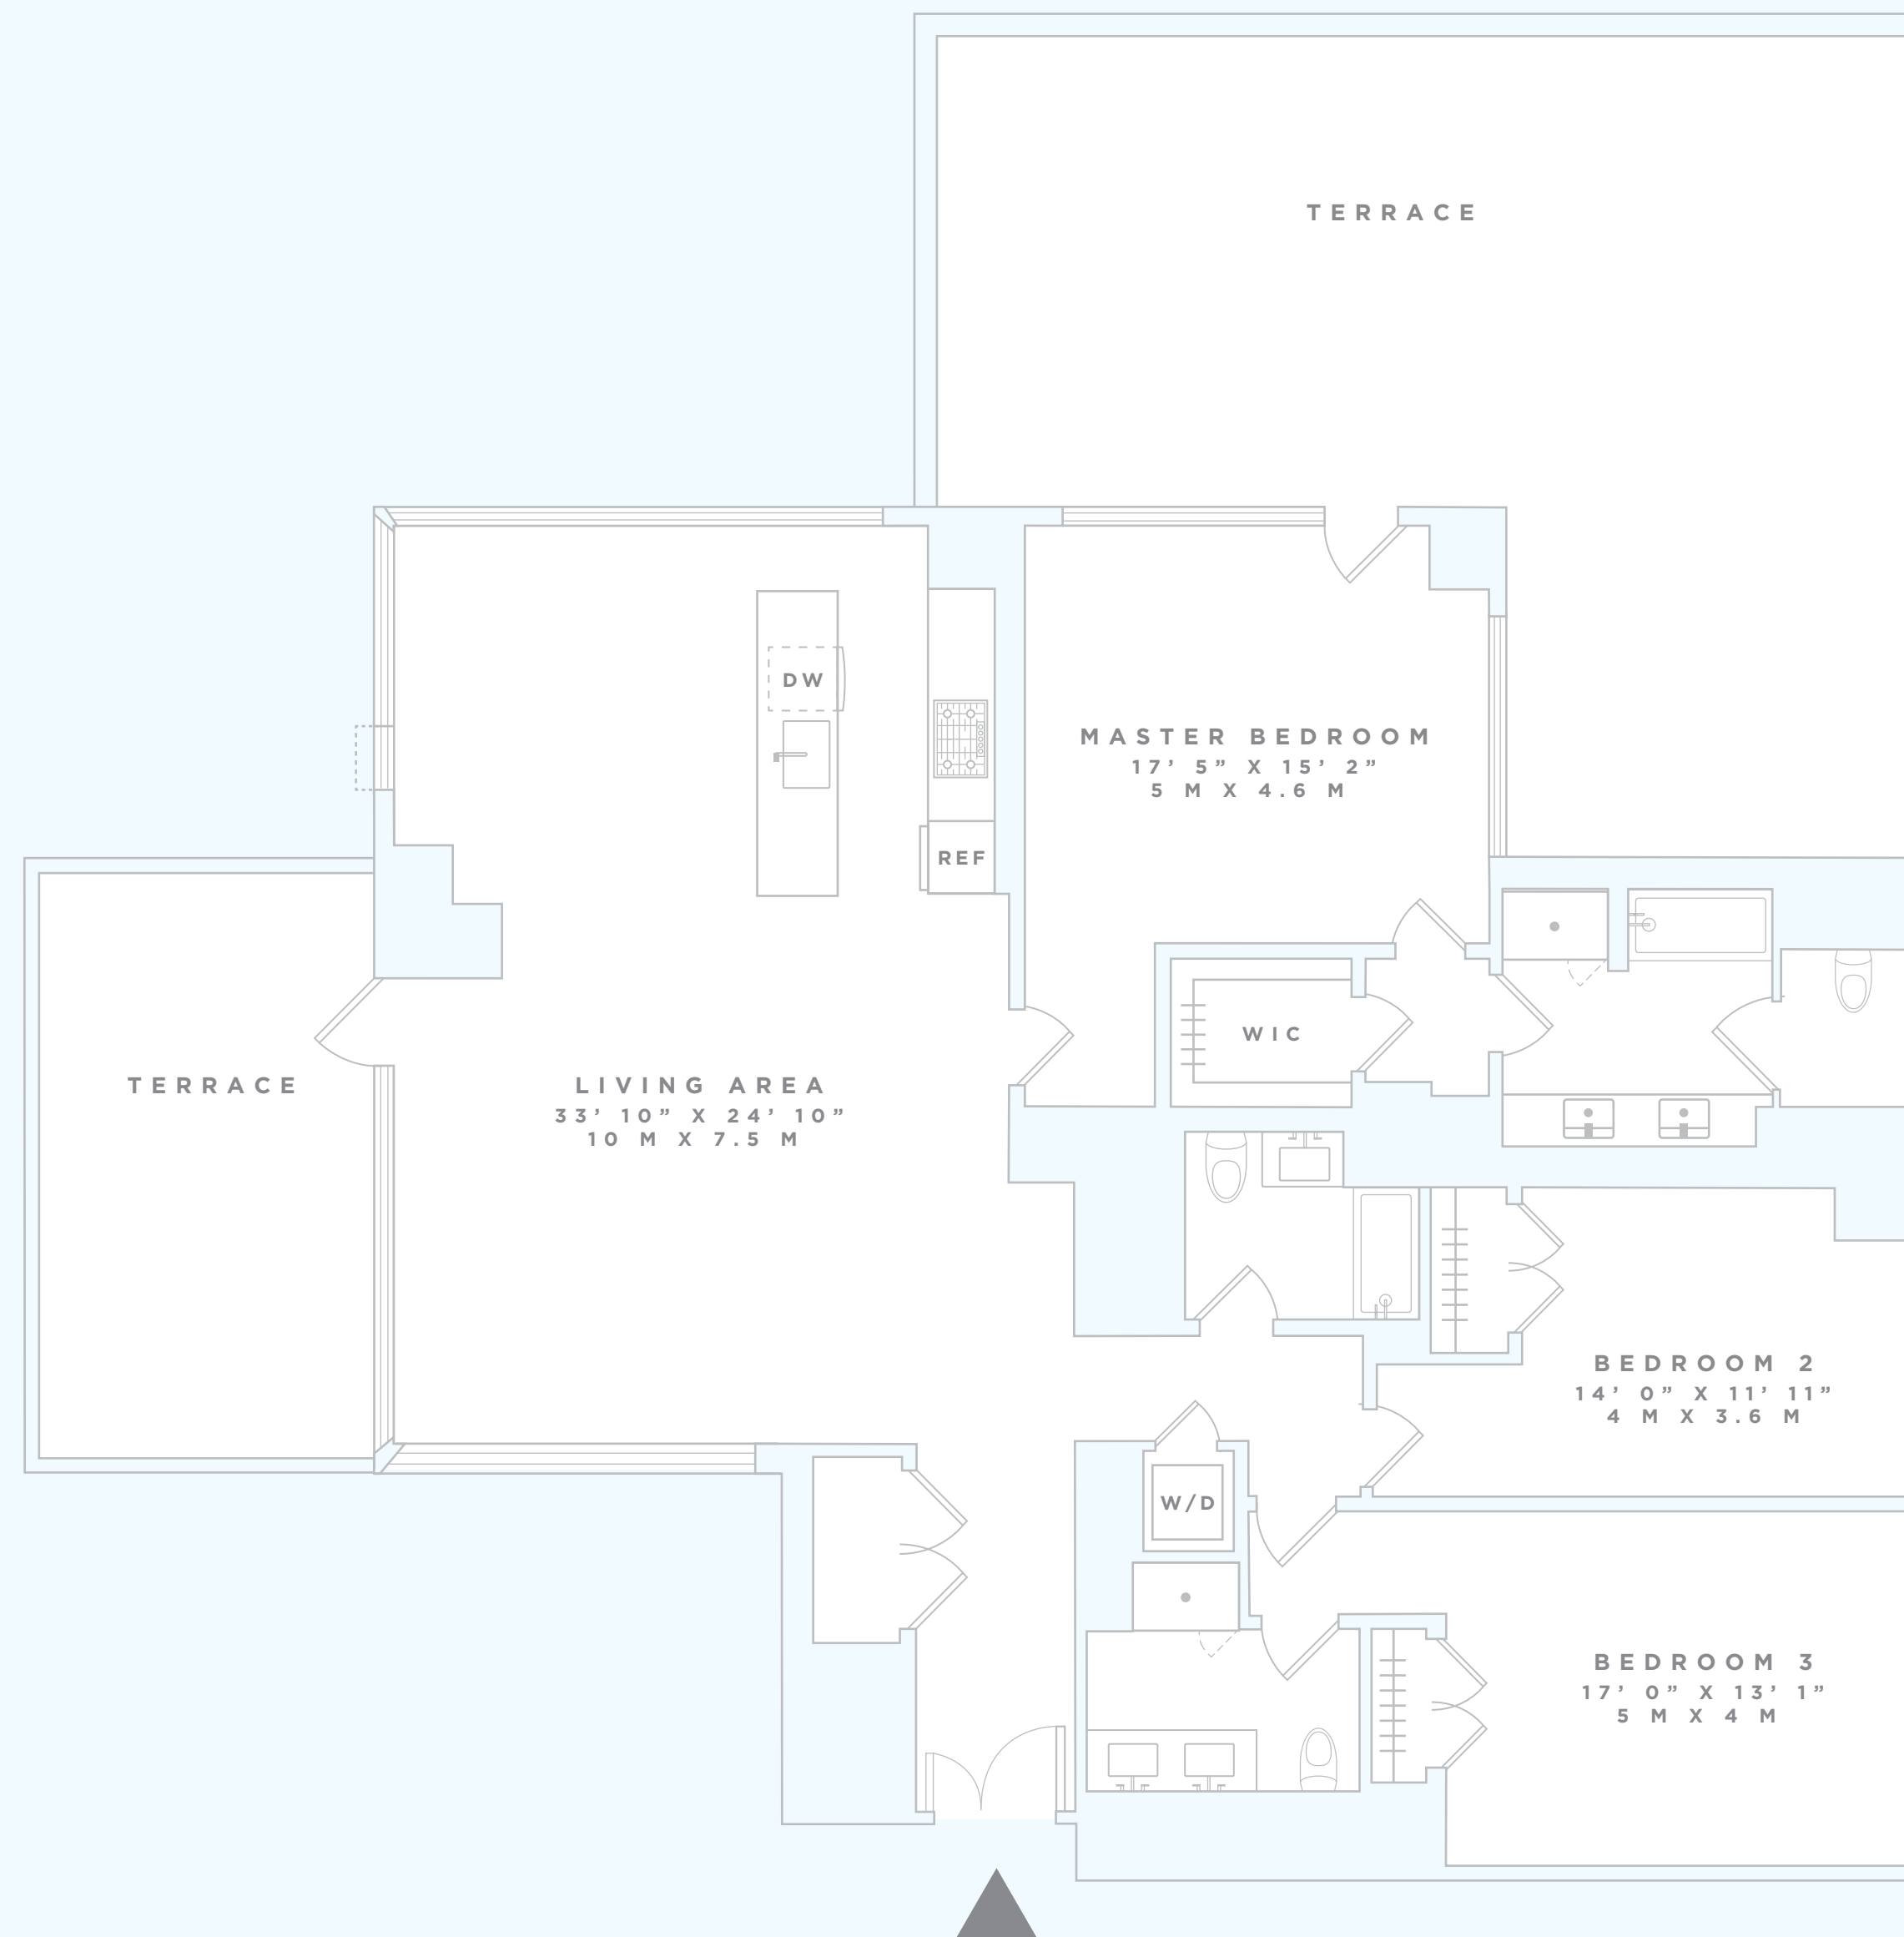 TERRACE
DW
MASTER BEDROOM
17’ 5” X 15’ 2”
5 M X 4.6 M
REF
WIC
TERRACE
LIVING AREA
33’ 10” X 24’ 10”
10 M X 7.5 M
BEDROOM 2
14’ 0” X 11’ 11”
4 M X 3.6 M
W/D
BEDROOM 3
17’ 0” X 13’ 1”
5 M X 4 M